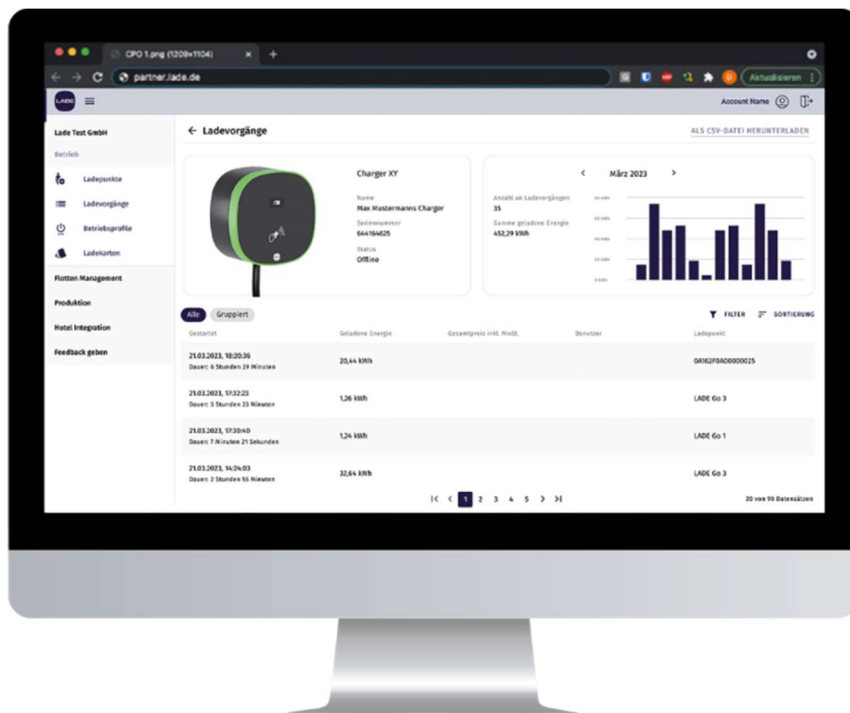 CPO 1.png (1209×1104)
partner.lade.de
Aktualisieren
LADE
Account Name
Lade Test GmbH
Betrieb
Ladepunkte
Ladevorgänge
Betriebsprofile
Ladekarten
Flotten Management
Produktion
Hotel Integration
Feedback geben
← Ladevorgänge
ALS CSV-DATEI HERUNTERLADEN
Charger XY
Name
Max Mustermanns Charger
Seriennummer
644164625
Status
Offline
< März 2023 >
Anzahl an Ladevorgängen
35
Summe geladene Energie
452,29 kWh
Alle Gruppiert
FILTER SORTIERUNG
Gestartet Geladene Energie Gesamtpreis inkl. MwSt. Benutzer Ladepunkt
21.03.2023, 18:20:36
Dauer: 6 Stunden 29 Minuten
20,44 kWh
21.03.2023, 17:32:23
Dauer: 5 Stunden 23 Minuten
1,26 kWh
LADE Go 3
21.03.2023, 17:30:40
Dauer: 7 Minuten 21 Sekunden
1,24 kWh
LADE Go 1
21.03.2023, 14:24:03
Dauer: 2 Stunden 55 Minuten
32,64 kWh
LADE Go 3
1 2 3 4 5
20 von 93 Datensätzen